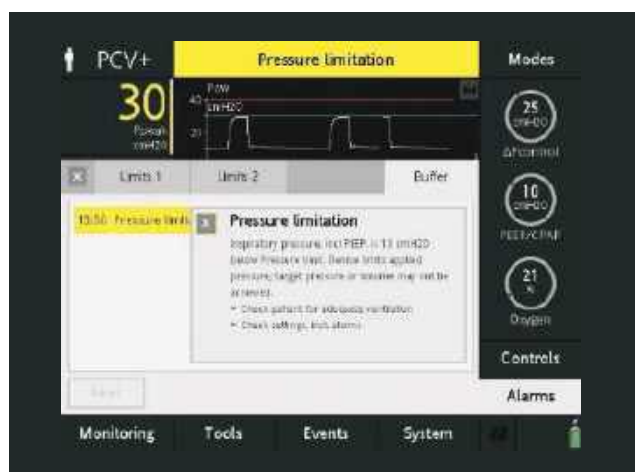 PCV+
Pressure limitation
Modes
30
Ppeak
cmH2O
40
Paw
cmH2O
20
25
cmH2O
ΔPcontrol
10
cmH2O
PEEP/CPAP
21
%
Oxygen
Limits 1
Limits 2
Buffer
Pressure limitation
Inspiratory pressure, incl PEEP, is 10 cmH2O
below Pressure limit. Device limits applied
pressure; target pressure or volume may not be
achieved.
• Check patient for adequate ventilation
• Check settings, incl. alarms
Controls
Alarms
Monitoring
Tools
Events
System